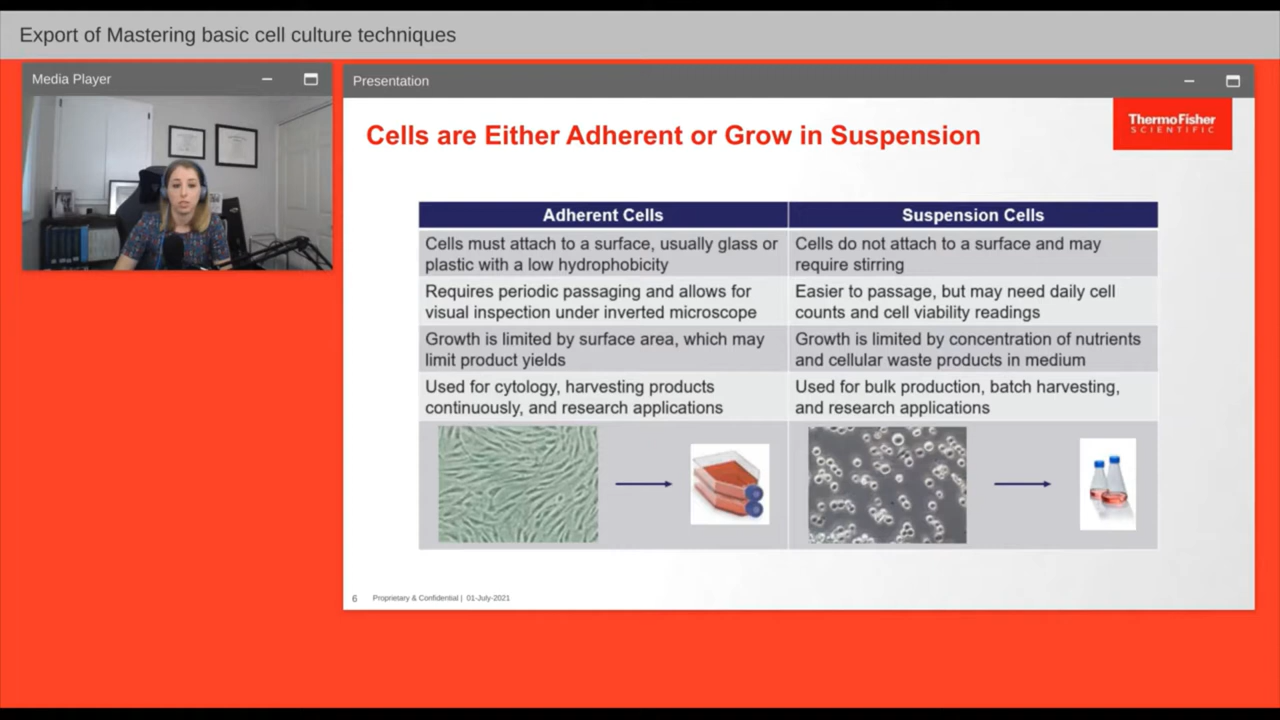 Export of Mastering basic cell culture techniques
Media Player
Presentation
Cells are Either Adherent or Grow in Suspension
ThermoFisher
SCIENTIFIC
Adherent Cells
Suspension Cells
Cells must attach to a surface, usually glass or
plastic with a low hydrophobicity
Cells do not attach to a surface and may
require stirring
Requires periodic passaging and allows for
visual inspection under inverted microscope
Easier to passage, but may need daily cell
counts and cell viability readings
Growth is limited by surface area, which may
limit product yields
Growth is limited by concentration of nutrients
and cellular waste products in medium
Used for cytology, harvesting products
continuously, and research applications
Used for bulk production, batch harvesting,
and research applications
6 Proprietary & Confidential | 01-July-2021